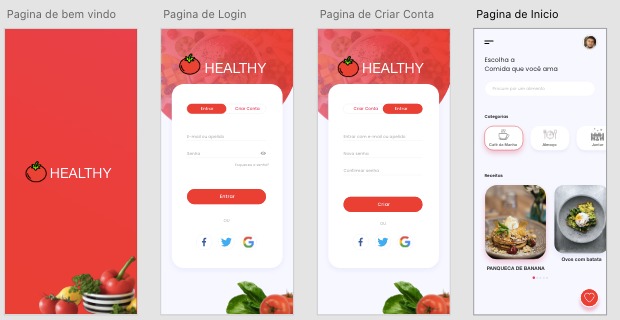 Pagina de bem vindo
HEALTHY
Pagina de Login
HEALTHY
Entrar
Criar Conta
E-mail ou apelido
Senha
Esqueceu a senha?
Entrar
OU
Pagina de Criar Conta
HEALTHY
Criar Conta
Entrar
Entrar com e-mail ou apelido
Nova senha
Confirmar senha
Criar
OU
Pagina de Inicio
Escolha a
Comida que você ama
Procure por um alimento
Categorias
Café da Manha
Almoço
Jantar
Receitas
PANQUECA DE BANANA
Ovos com batata